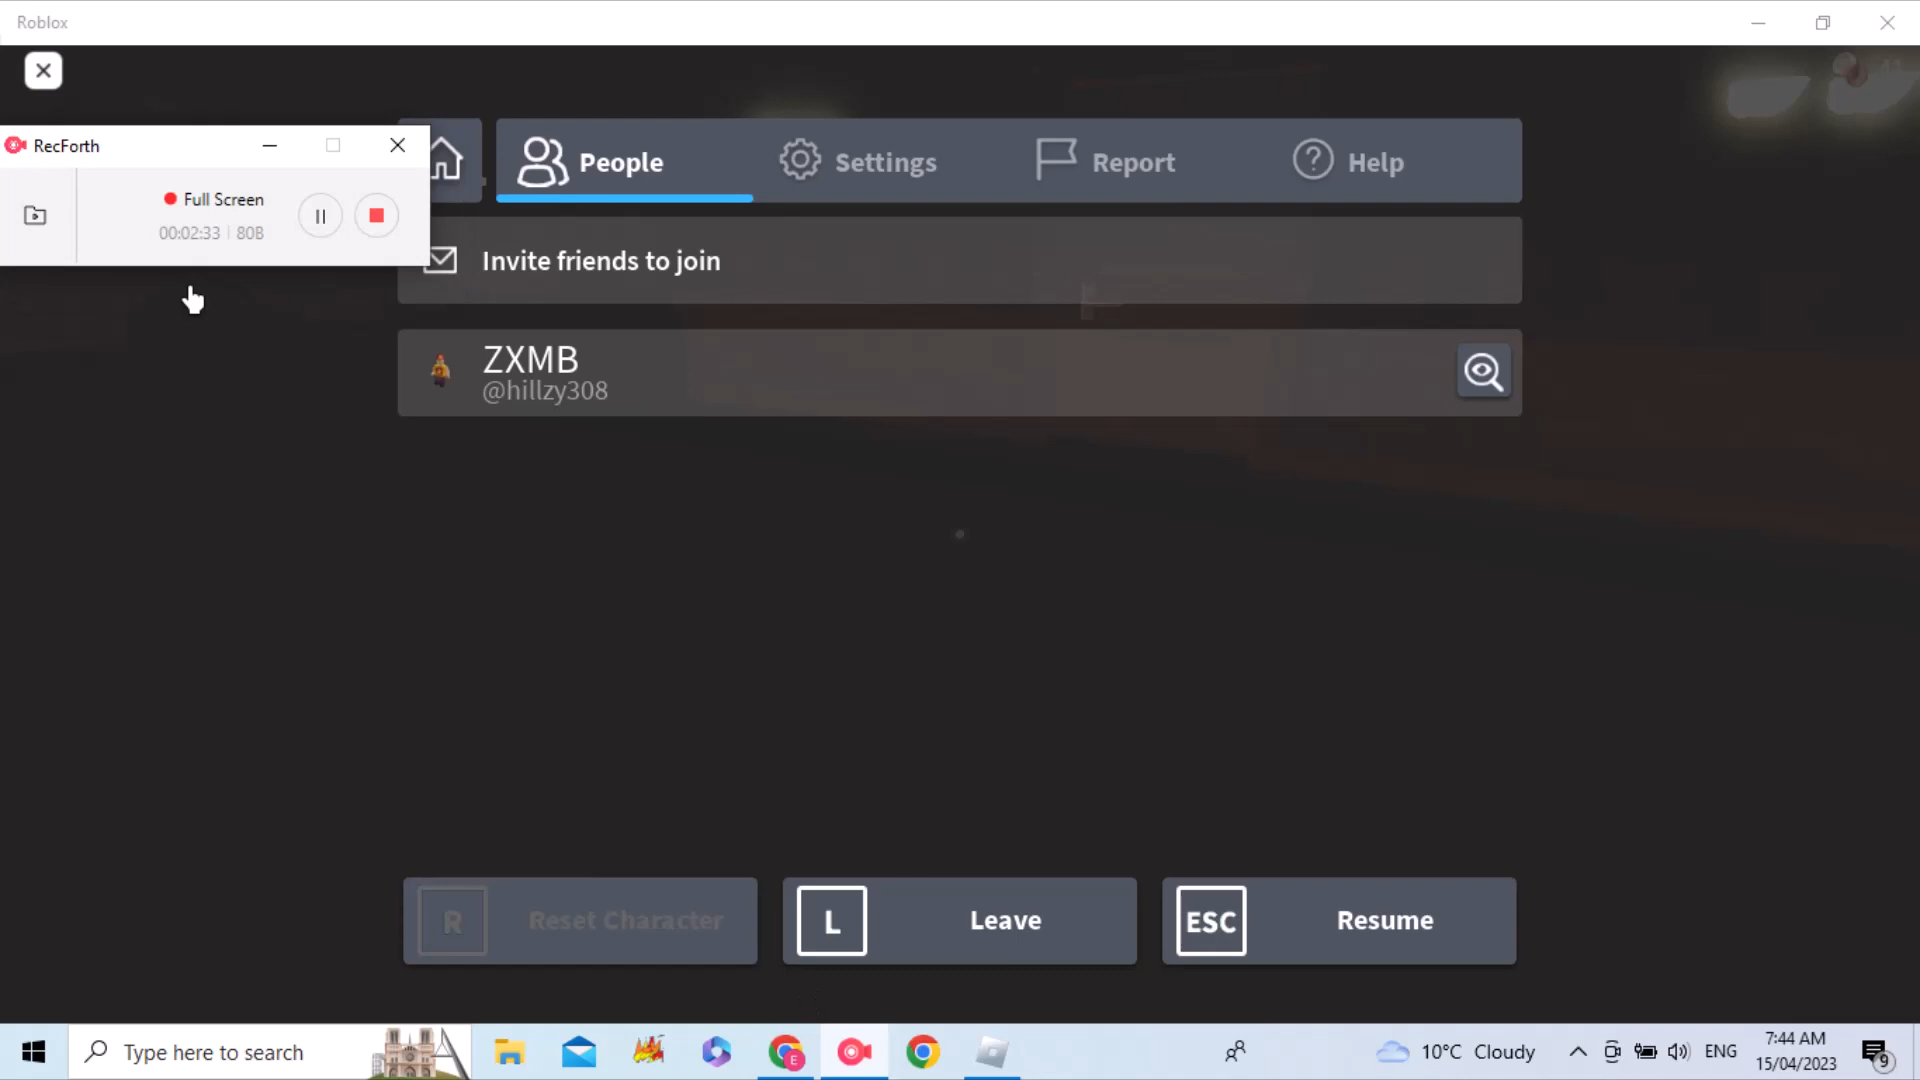 Roblox
RecForth
Full Screen
00:02:33 | 80B
People
Settings
Report
Help
Invite friends to join
ZXMB
@hillzy308
R Reset Character
L Leave
ESC Resume
Type here to search
E
10°C Cloudy
ENG
7:44 AM
15/04/2023
9